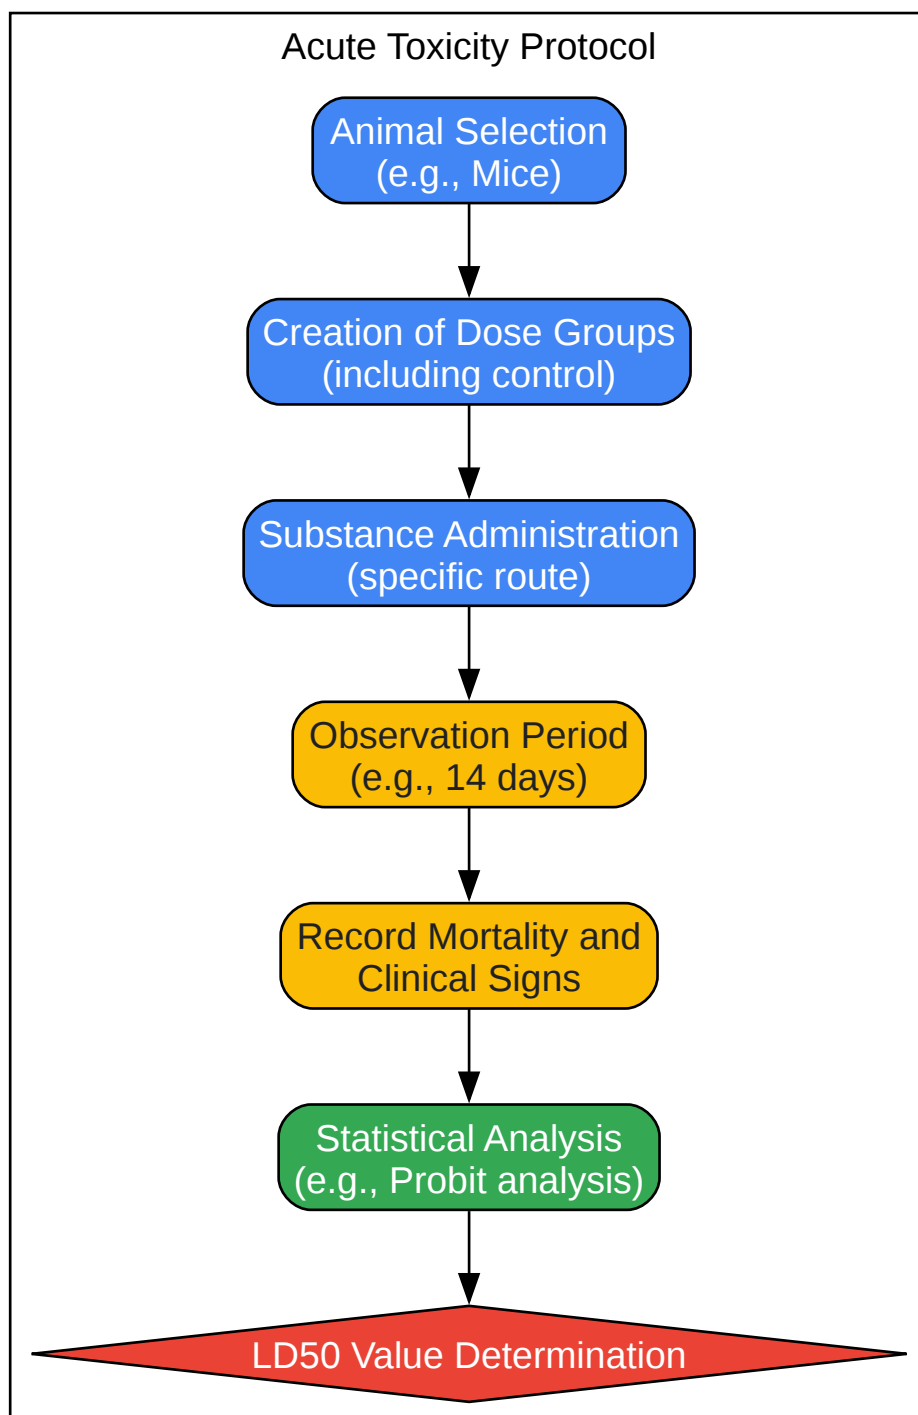 Acute Toxicity Protocol
Animal Selection
(e.g., Mice)
Creation of Dose Groups
(including control)
Substance Administration
(specific route)
Observation Period
(e.g., 14 days)
Record Mortality and
Clinical Signs
Statistical Analysis
(e.g., Probit analysis)
LD50 Value Determination